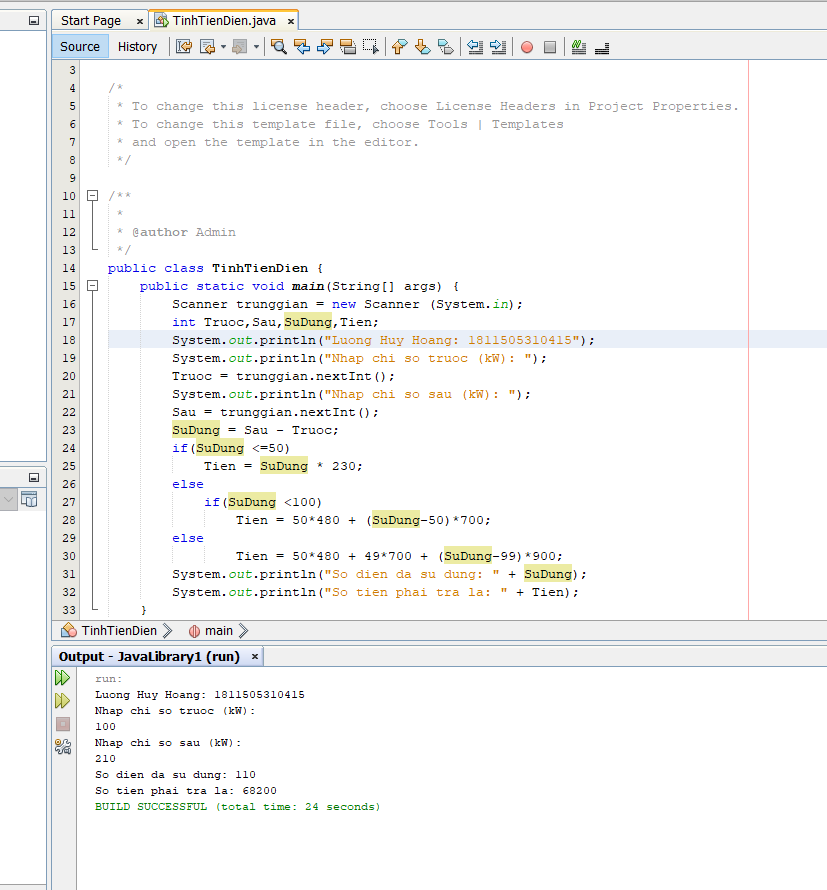 Start Page × TinhTienDien.java ×
Source History
3
4 /*
5 * To change this license header, choose License Headers in Project Properties.
6 * To change this template file, choose Tools | Templates
7 * and open the template in the editor.
8 */
9
10 /**
11 *
12 * @author Admin
13 */
14 public class TinhTienDien {
15 public static void main(String[] args) {
16 Scanner trunggian = new Scanner (System.in);
17 int Truoc,Sau,SuDung,Tien;
18 System.out.println("Luong Huy Hoang: 1811505310415");
19 System.out.println("Nhap chi so truoc (kW): ");
20 Truoc = trunggian.nextInt();
21 System.out.println("Nhap chi so sau (kW): ");
22 Sau = trunggian.nextInt();
23 SuDung = Sau - Truoc;
24 if(SuDung <=50)
25 Tien = SuDung * 230;
26 else
27 if(SuDung <100)
28 Tien = 50*480 + (SuDung-50)*700;
29 else
30 Tien = 50*480 + 49*700 + (SuDung-99)*900;
31 System.out.println("So dien da su dung: " + SuDung);
32 System.out.println("So tien phai tra la: " + Tien);
33 }
TinhTienDien main
Output - JavaLibrary1 (run) ×
run:
Luong Huy Hoang: 1811505310415
Nhap chi so truoc (kW):
100
Nhap chi so sau (kW):
210
So dien da su dung: 110
So tien phai tra la: 68200
BUILD SUCCESSFUL (total time: 24 seconds)